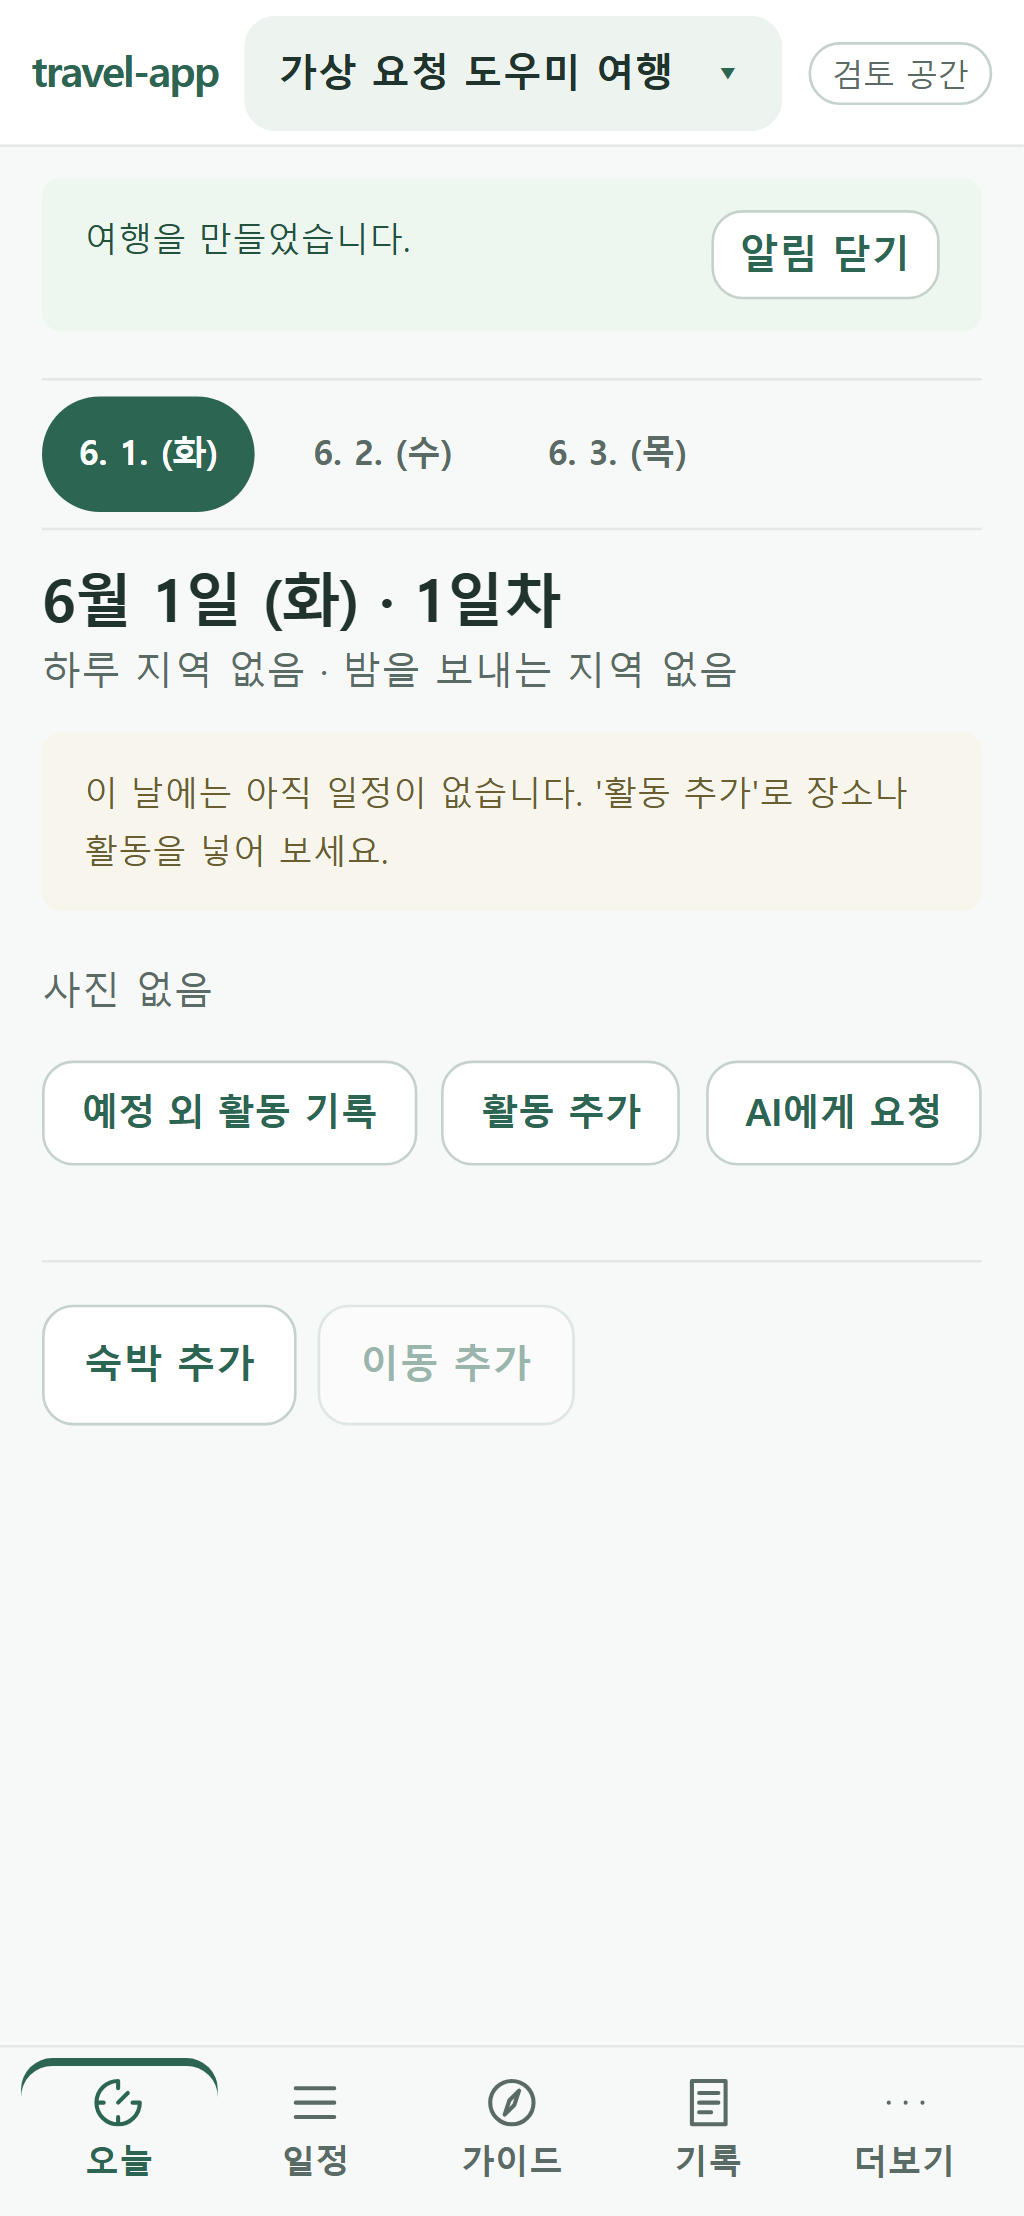 travel-app 가상 요청 도우미 여행 ▼ 검토 공간
여행을 만들었습니다. 알림 닫기
6. 1. (화) 6. 2. (수) 6. 3. (목)
6월 1일 (화) · 1일차
하루 지역 없음 · 밤을 보내는 지역 없음
이 날에는 아직 일정이 없습니다. '활동 추가'로 장소나
활동을 넣어 보세요.
사진 없음
예정 외 활동 기록 활동 추가 AI에게 요청
숙박 추가 이동 추가
오늘 일정 가이드 기록 더보기